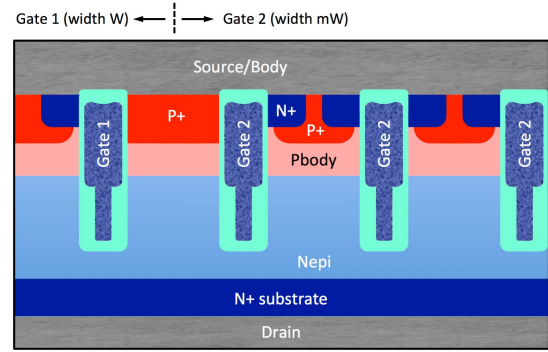 Gate 1 (width W)
Gate 2 (width mW)
Source/Body
Gate 1
P+
Gate 2
N+
P+
Pbody
Gate 2
Gate 2
Nepi
N+ substrate
Drain